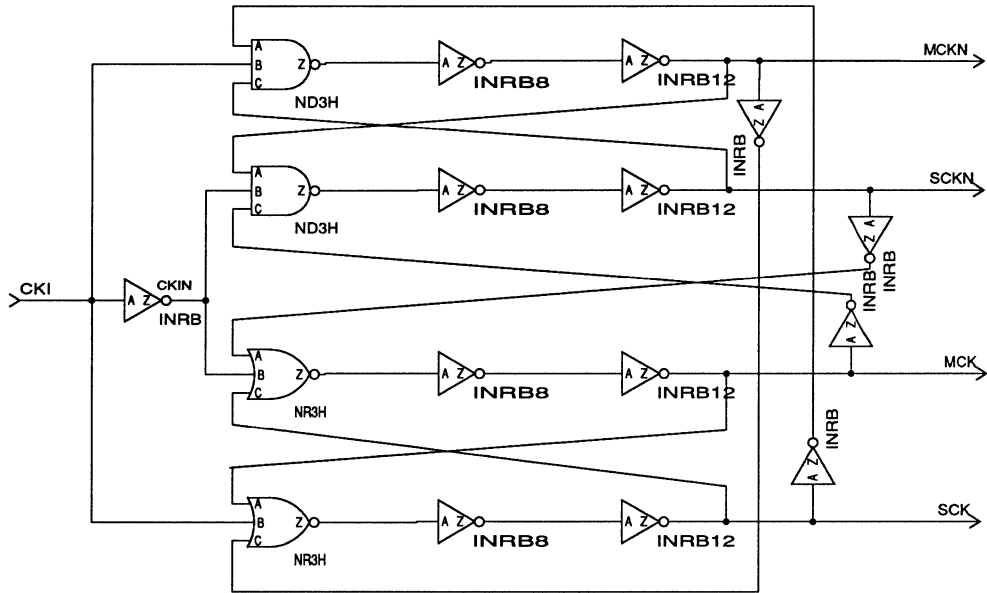 MCKN
A
B Z A Z A Z
C INRB8 INRB12
ND3H
A
Z
INRB
SCKN
A
B Z A Z A Z
C INRB8 INRB12
ND3H
A
Z
INRB
INRB
CKI A Z CKIN
INRB
Z
A
MCK
A
B Z A Z A Z
C INRB8 INRB12
NR3H
INRB
Z
A
SCK
A
B Z A Z A Z
C INRB8 INRB12
NR3H